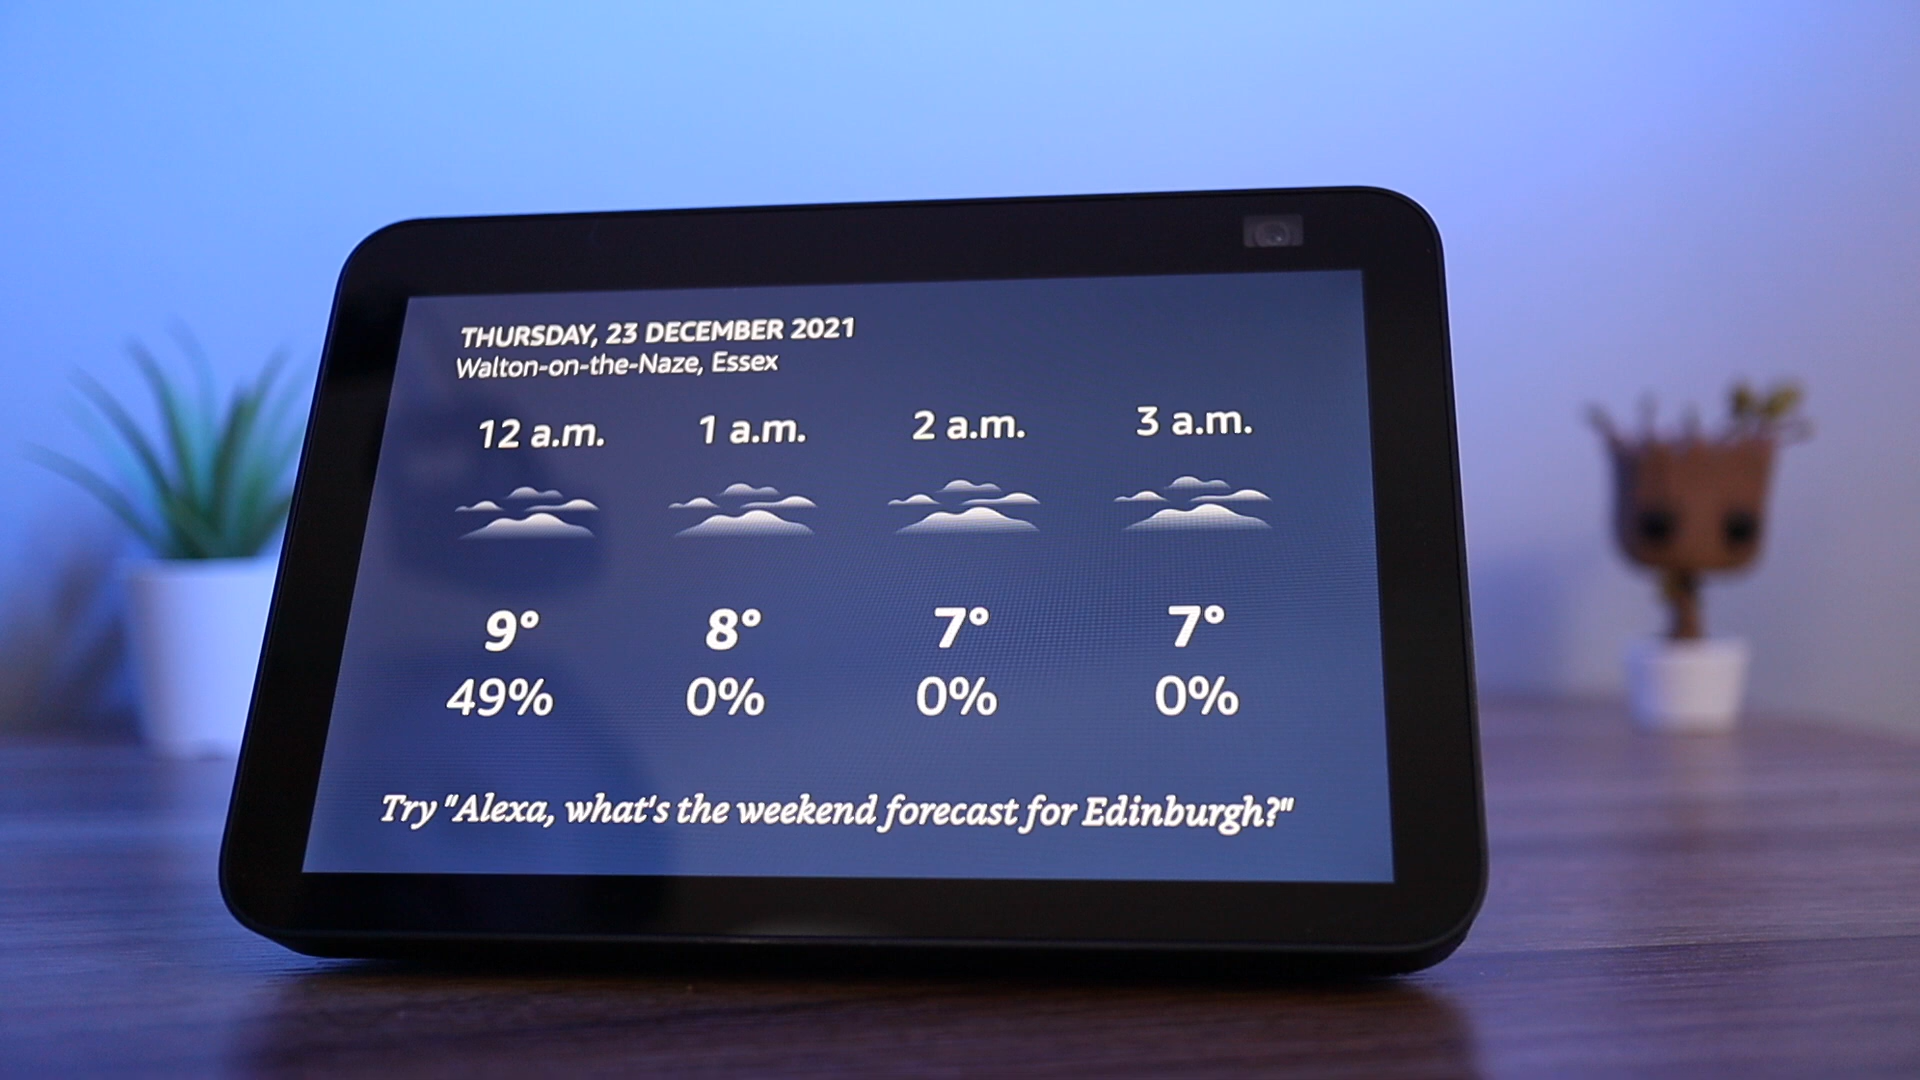 THURSDAY, 23 DECEMBER 2021
Walton-on-the-Naze, Essex
12 a.m. 1 a.m. 2 a.m. 3 a.m.
9° 8° 7° 7°
49% 0% 0% 0%
Try "Alexa, what's the weekend forecast for Edinburgh?"